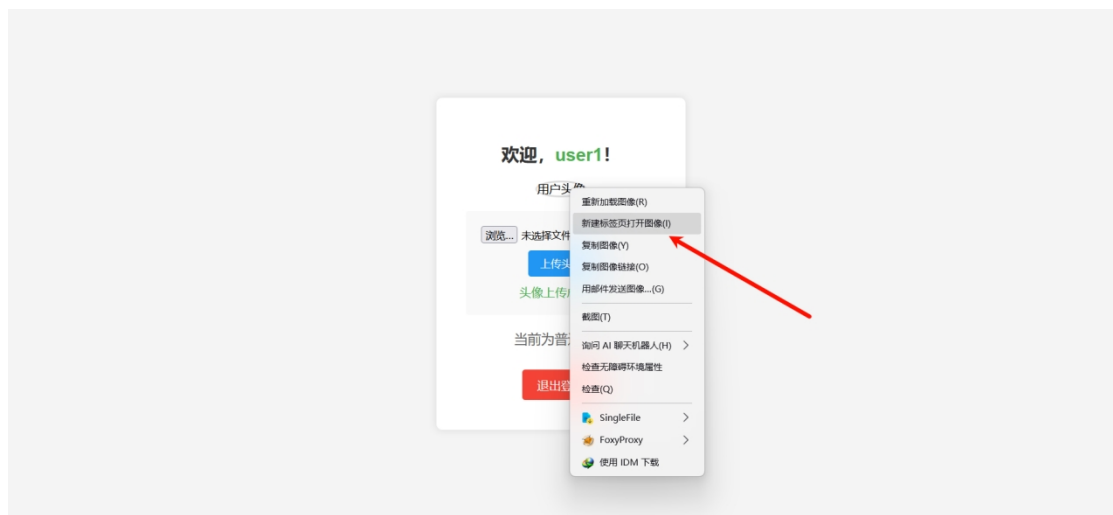 欢迎，user1！
用户头像
重新加载图像(R)
新建标签页打开图像(I)
浏览... 未选择文件
复制图像(Y)
上传头
复制图像链接(O)
头像上传
用邮件发送图像...(G)
截图(T)
当前为普
询问 AI 聊天机器人(H)
检查无障碍环境属性
退出登
检查(Q)
SingleFile
FoxyProxy
使用 IDM 下载